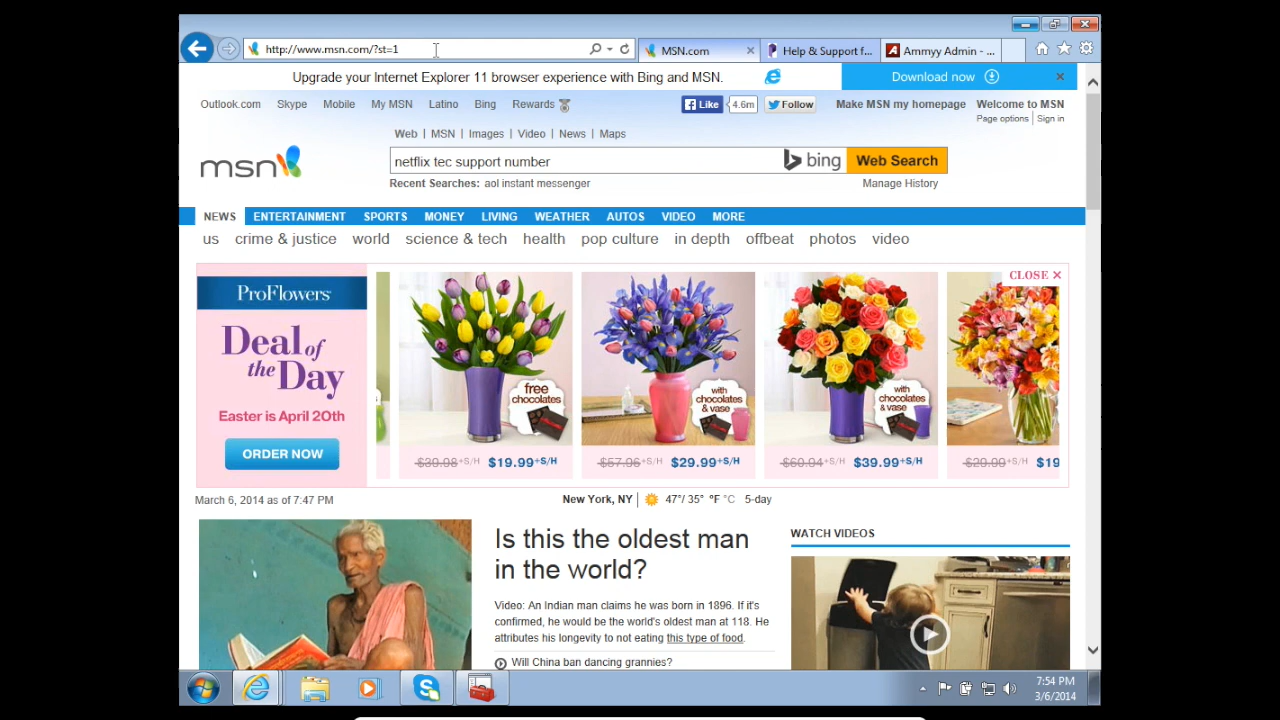 http://www.msn.com/?st=1
MSN.com
Help & Support f...
Ammyy Admin - ...
Upgrade your Internet Explorer 11 browser experience with Bing and MSN.
Download now
Outlook.com Skype Mobile My MSN Latino Bing Rewards
Like 4.6m Follow Make MSN my homepage Welcome to MSN
Page options Sign in
Web | MSN | Images | Video | News | Maps
msn
netflix tec support number
bing
Web Search
Recent Searches: aol instant messenger
Manage History
NEWS ENTERTAINMENT SPORTS MONEY LIVING WEATHER AUTOS VIDEO MORE
us crime & justice world science & tech health pop culture in depth offbeat photos video
CLOSE
ProFlowers
Deal of
the Day
Easter is April 20th
ORDER NOW
free
chocolates
with
chocolates
& vase
with
chocolates
& vase
$39.98+S/H $19.99+S/H
$57.96+S/H $29.99+S/H
$60.94+S/H $39.99+S/H
$29.99+S/H $19
March 6, 2014 as of 7:47 PM
New York, NY 47°/ 35° °F °C 5-day
Is this the oldest man
in the world?
Video: An Indian man claims he was born in 1896. If it's
confirmed, he would be the world's oldest man at 118. He
attributes his longevity to not eating this type of food.
Will China ban dancing grannies?
WATCH VIDEOS
7:54 PM
3/6/2014